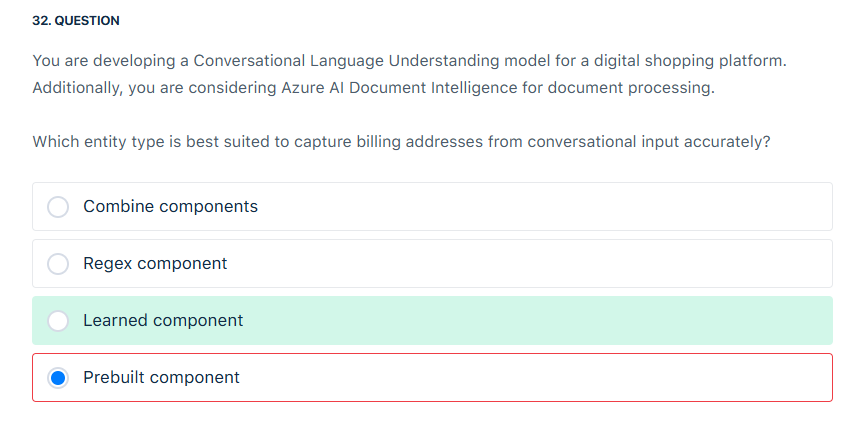 32. QUESTION
You are developing a Conversational Language Understanding model for a digital shopping platform.
Additionally, you are considering Azure AI Document Intelligence for document processing.
Which entity type is best suited to capture billing addresses from conversational input accurately?
Combine components
Regex component
Learned component
Prebuilt component